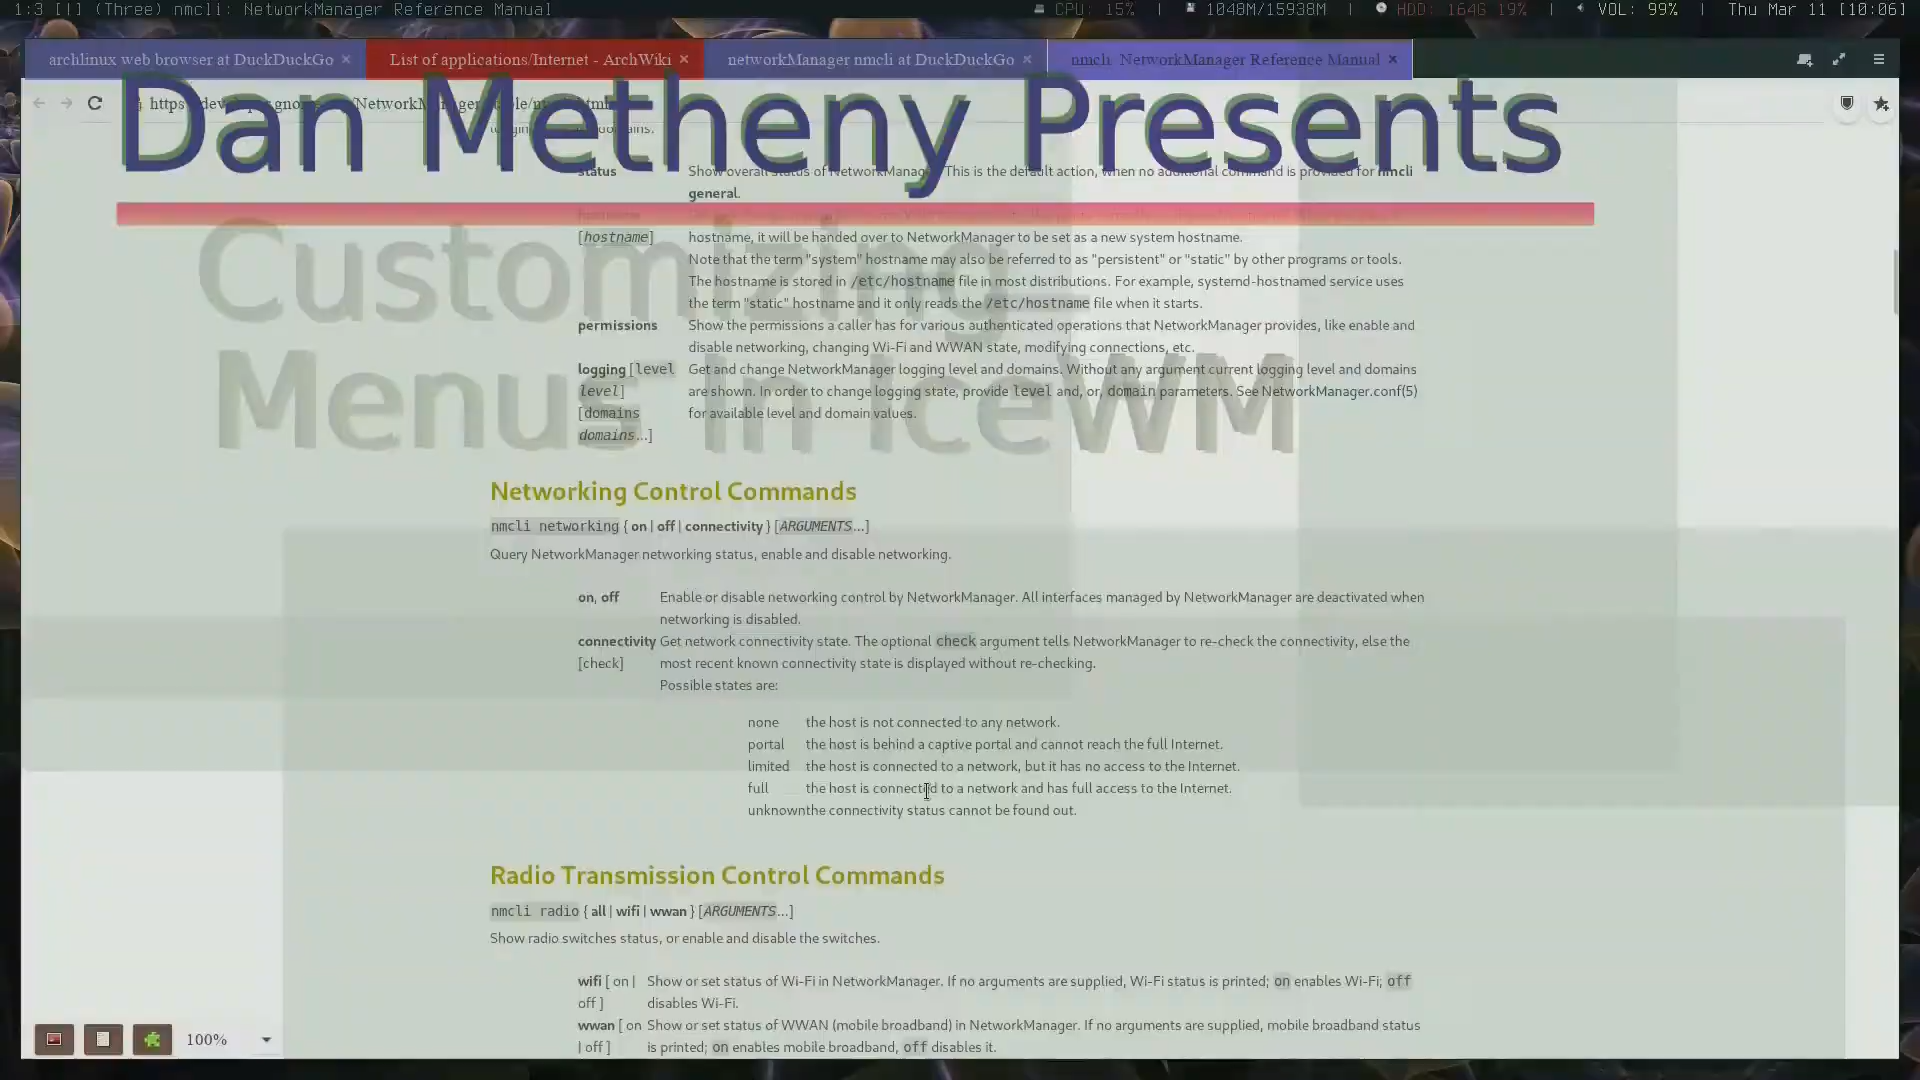 1:3 [|] (Three) nmcli: NetworkManager Reference Manual
CPU: 15% | 1048M/15938M | HDD: 164G 19% | VOL: 99% | Thu Mar 11 [10:06]
archlinux web browser at DuckDuckGo ×
List of applications/Internet - ArchWiki ×
networkManager nmcli at DuckDuckGo ×
nmcli NetworkManager Reference Manual ×
Dan Metheny Presents
Customizing
Menus In IceWM
status Show overall status of NetworkManager. This is the default action, when no additional command is provided for nmcli
general.
[hostname] hostname, it will be handed over to NetworkManager to be set as a new system hostname.
Note that the term "system" hostname may also be referred to as "persistent" or "static" by other programs or tools.
The hostname is stored in /etc/hostname file in most distributions. For example, systemd-hostnamed service uses
the term "static" hostname and it only reads the /etc/hostname file when it starts.
permissions Show the permissions a caller has for various authenticated operations that NetworkManager provides, like enable and
disable networking, changing Wi-Fi and WWAN state, modifying connections, etc.
logging [level Get and change NetworkManager logging level and domains. Without any argument current logging level and domains
level] are shown. In order to change logging state, provide level and, or, domain parameters. See NetworkManager.conf(5)
[domains for available level and domain values.
domains...]
Networking Control Commands
nmcli networking { on | off | connectivity } [ARGUMENTS...]
Query NetworkManager networking status, enable and disable networking.
on, off Enable or disable networking control by NetworkManager. All interfaces managed by NetworkManager are deactivated when
networking is disabled.
connectivity Get network connectivity state. The optional check argument tells NetworkManager to re-check the connectivity, else the
[check] most recent known connectivity state is displayed without re-checking.
Possible states are:
none the host is not connected to any network.
portal the host is behind a captive portal and cannot reach the full Internet.
limited the host is connected to a network, but it has no access to the Internet.
full the host is connected to a network and has full access to the Internet.
unknownthe connectivity status cannot be found out.
Radio Transmission Control Commands
nmcli radio { all | wifi | wwan } [ARGUMENTS...]
Show radio switches status, or enable and disable the switches.
wifi [ on | Show or set status of Wi-Fi in NetworkManager. If no arguments are supplied, Wi-Fi status is printed; on enables Wi-Fi; off
off ] disables Wi-Fi.
wwan [ on Show or set status of WWAN (mobile broadband) in NetworkManager. If no arguments are supplied, mobile broadband status
| off ] is printed; on enables mobile broadband, off disables it.
100%